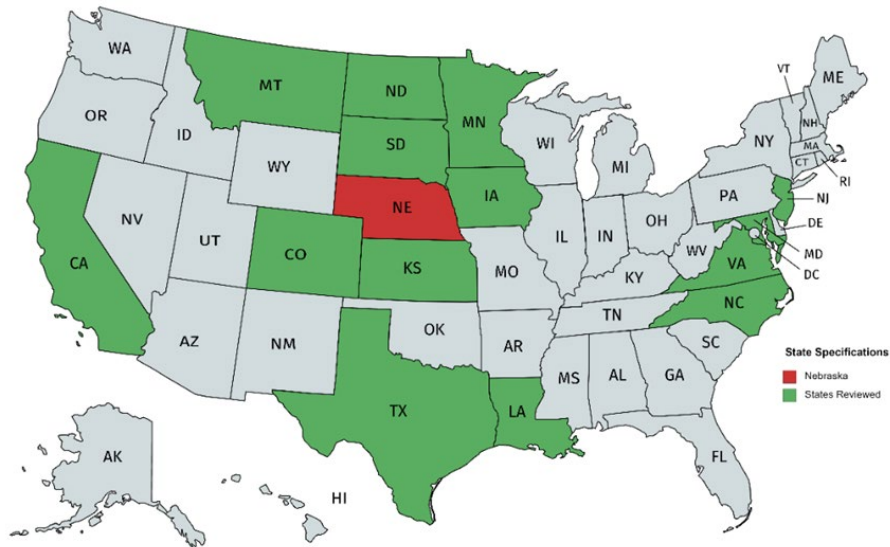 WA
MT
ND
MN
OR
ID
SD
WI
MI
VT
ME
NH
NY
MA
CT
RI
WY
NE
IA
PA
NJ
NV
UT
CO
KS
MO
IL
IN
OH
WV
DE
MD
DC
CA
KY
VA
AZ
NM
OK
AR
TN
NC
SC
TX
LA
MS
AL
GA
FL
AK
HI
State Specifications
Nebraska
States Reviewed